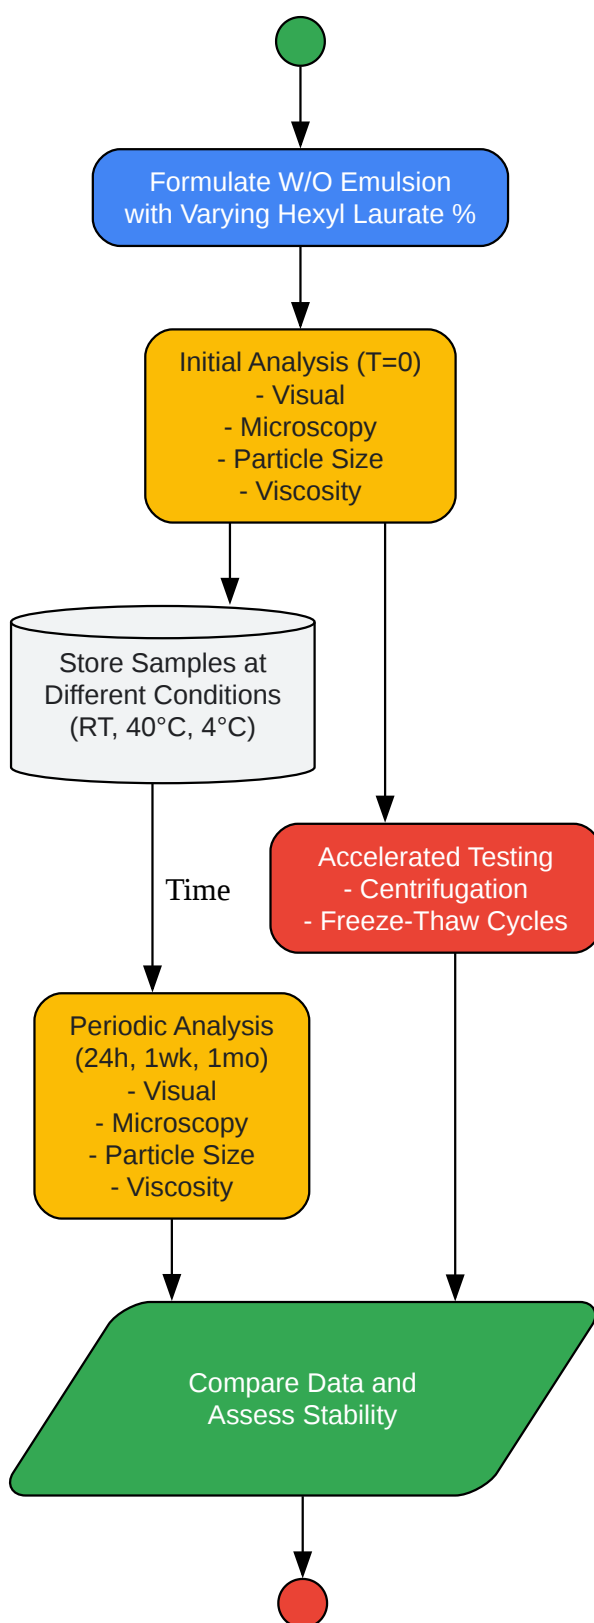 Formulate W/O Emulsion
with Varying Hexyl Laurate %
Initial Analysis (T=0)
- Visual
- Microscopy
- Particle Size
- Viscosity
Store Samples at
Different Conditions
(RT, 40°C, 4°C)
Accelerated Testing
- Centrifugation
- Freeze-Thaw Cycles
Time
Periodic Analysis
(24h, 1wk, 1mo)
- Visual
- Microscopy
- Particle Size
- Viscosity
Compare Data and
Assess Stability